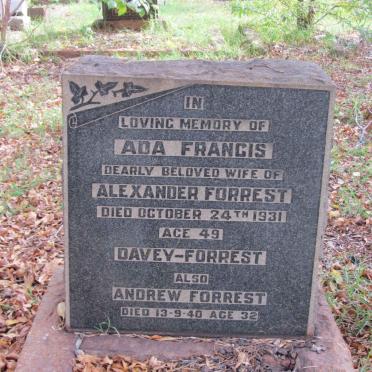 IN
LOVING MEMORY OF
ADA FRANCIS
DEARLY BELOVED WIFE OF
ALEXANDER FORREST
DIED OCTOBER 24TH 1931
AGE 49
DAVEY-FORREST
ALSO
ANDREW FORREST
DIED 13-9-40 AGE 32